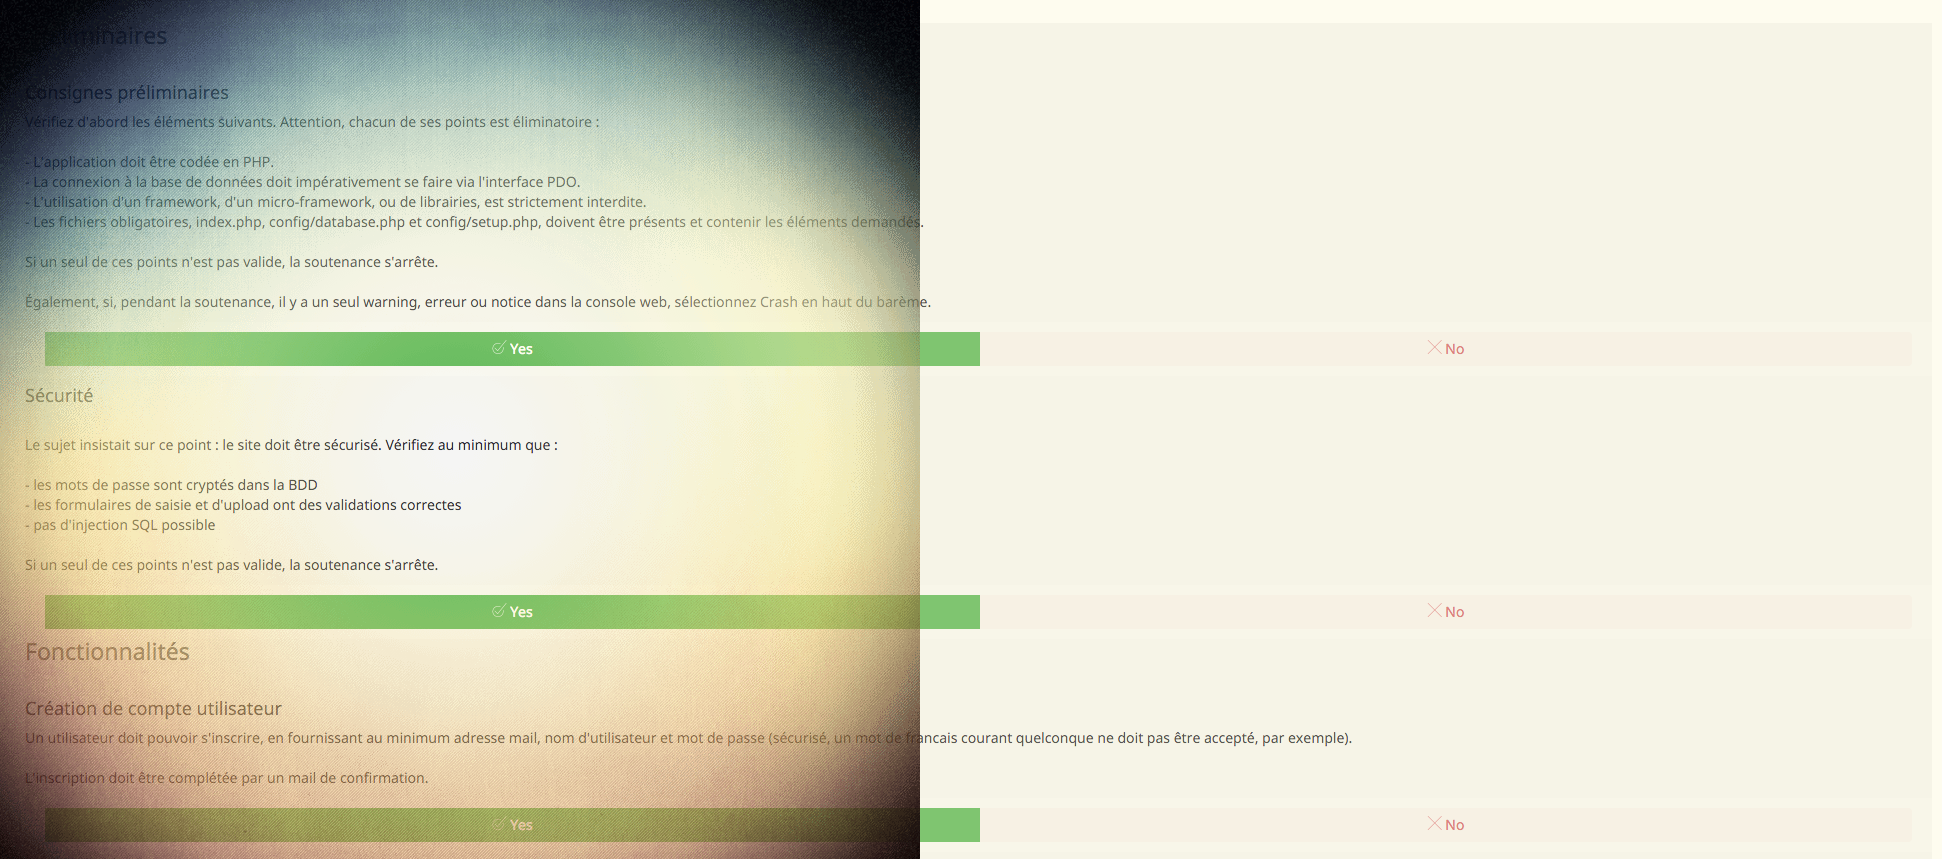 Préliminaires
Consignes préliminaires
Vérifiez d'abord les éléments suivants. Attention, chacun de ses points est éliminatoire :
- L'application doit être codée en PHP.
- La connexion à la base de données doit impérativement se faire via l'interface PDO.
- L'utilisation d'un framework, d'un micro-framework, ou de librairies, est strictement interdite.
- Les fichiers obligatoires, index.php, config/database.php et config/setup.php, doivent être présents et contenir les éléments demandés.
Si un seul de ces points n'est pas valide, la soutenance s'arrête.
Également, si, pendant la soutenance, il y a un seul warning, erreur ou notice dans la console web, sélectionnez Crash en haut du barème.
Yes No
Sécurité
Le sujet insistait sur ce point : le site doit être sécurisé. Vérifiez au minimum que :
- les mots de passe sont cryptés dans la BDD
- les formulaires de saisie et d'upload ont des validations correctes
- pas d'injection SQL possible
Si un seul de ces points n'est pas valide, la soutenance s'arrête.
Yes No
Fonctionnalités
Création de compte utilisateur
Un utilisateur doit pouvoir s'inscrire, en fournissant au minimum adresse mail, nom d'utilisateur et mot de passe (sécurisé, un mot de francais courant quelconque ne doit pas être accepté, par exemple).
L'inscription doit être complétée par un mail de confirmation.
Yes No